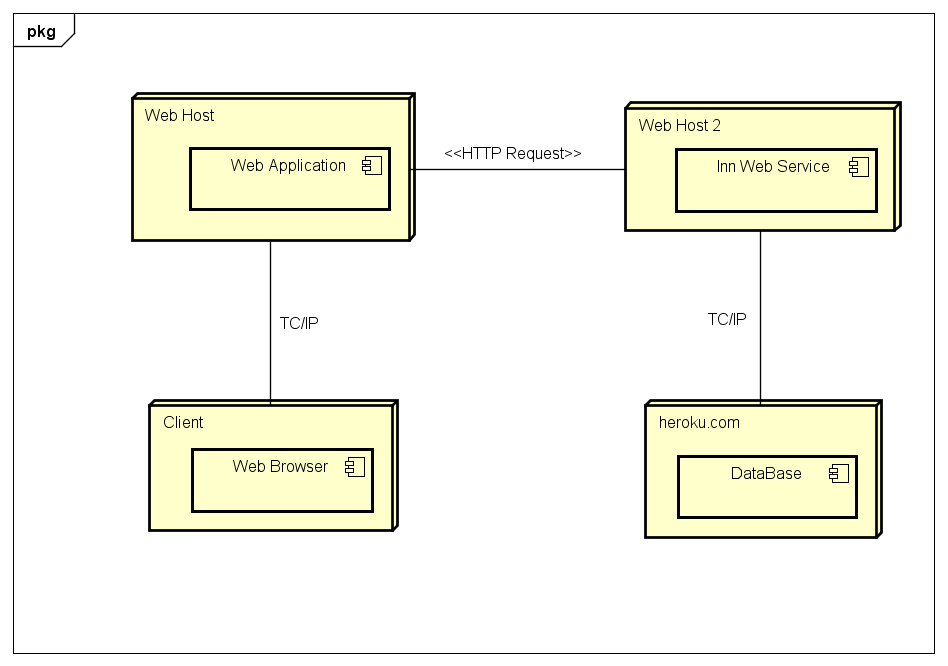 pkg
Web Host
Web Application
<<HTTP Request>>
Web Host 2
Inn Web Service
TC/IP
TC/IP
Client
Web Browser
heroku.com
DataBase